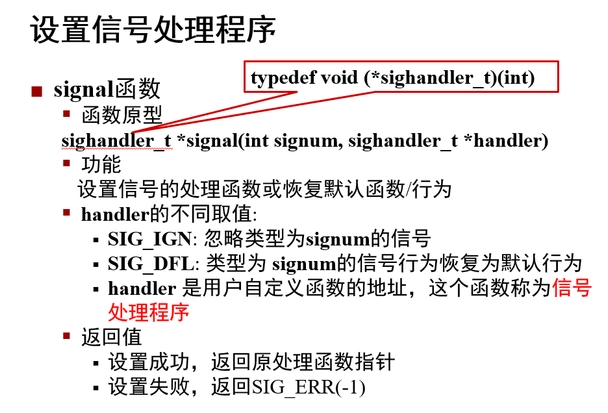 设置信号处理程序
typedef void (*sighandler_t)(int)
signal函数
函数原型
sighandler_t *signal(int signum, sighandler_t *handler)
功能
设置信号的处理函数或恢复默认函数/行为
handler的不同取值:
SIG_IGN: 忽略类型为signum的信号
SIG_DFL: 类型为 signum的信号行为恢复为默认行为
handler 是用户自定义函数的地址，这个函数称为信号
处理程序
返回值
设置成功，返回原处理函数指针
设置失败，返回SIG_ERR(-1)